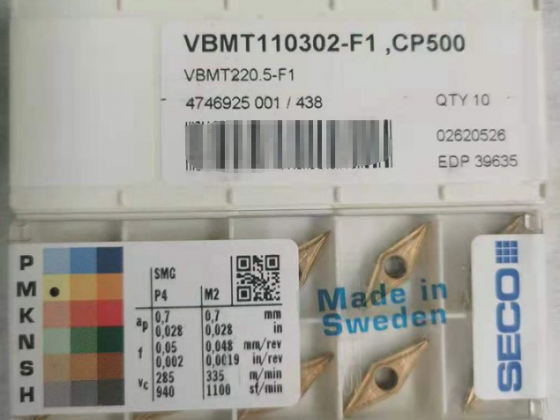 VBMT110302-F1 ,CP500
VBMT220.5-F1
4746925 001 / 438
QTY 10
02620526
EDP 39635
P
M
K
N
S
H
SMG
P4 M2
ap 0,7 0,7 mm
0,028 0,028 in
f 0,05 0,048 mm/rev
0,002 0,0019 in/rev
vc 285 335 m/min
940 1100 sf/min
Made in
Sweden
SECO